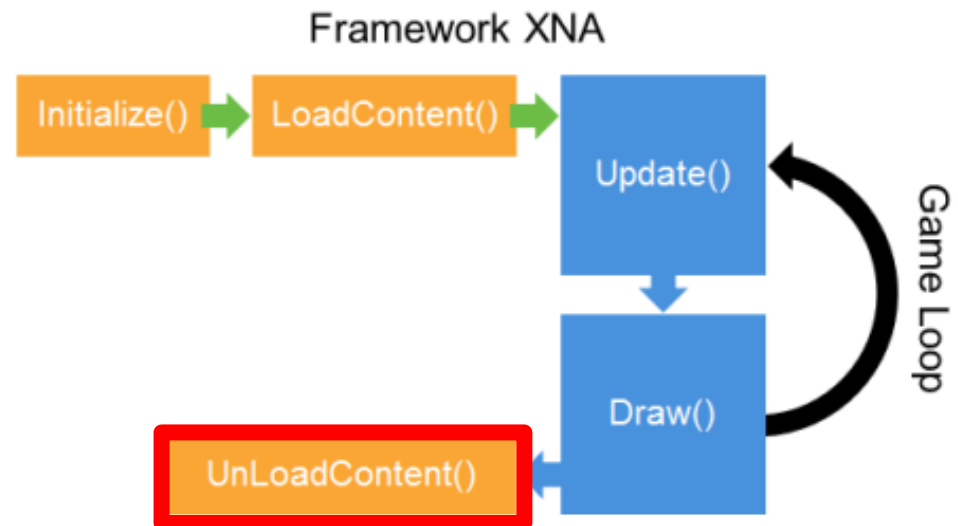 Framework XNA
Initialize()
LoadContent()
Update()
Game Loop
Draw()
UnLoadContent()